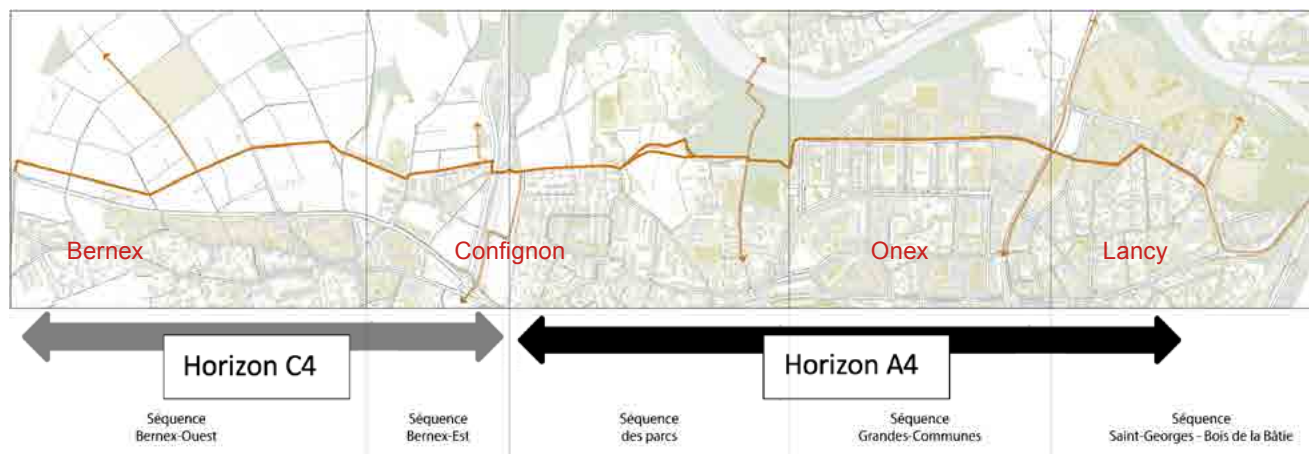 Bernex
Confignon
Onex
Lancy
Horizon C4
Horizon A4
Séquence
Bernex-Ouest
Séquence
Bernex-Est
Séquence
des parcs
Séquence
Grandes-Communes
Séquence
Saint-Georges - Bois de la Bâtie